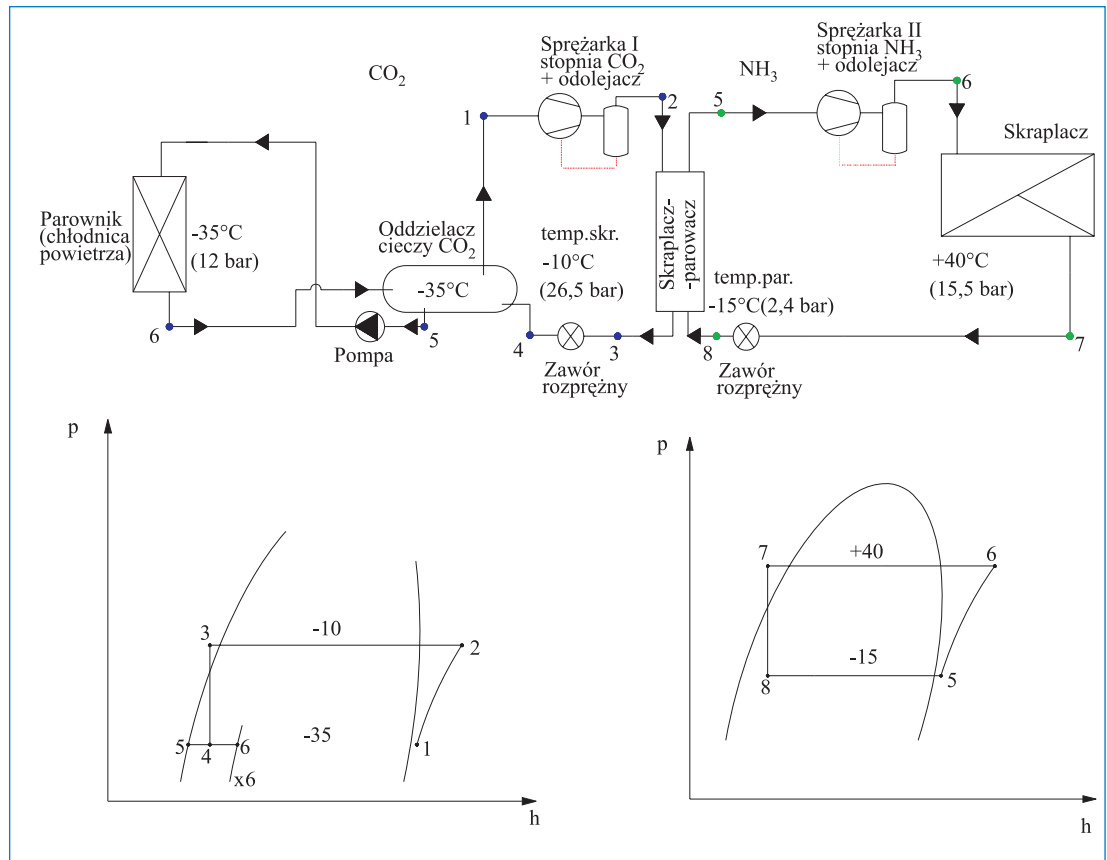 CO2
Sprężarka I
stopnia CO2
+ odolejacz
NH3
Sprężarka II
stopnia NH3
+ odolejacz
1
2
5
6
Skraplacz
Parownik
(chłodnica
powietrza)
-35°C
(12 bar)
Oddzielacz
cieczy CO2
-35°C
temp.skr.
-10°C
(26,5 bar)
Skraplacz-
-parowacz
temp.par.
-15°C(2,4 bar)
+40°C
(15,5 bar)
6
Pompa
5
4
3
Zawór
rozprężny
8
Zawór
rozprężny
7
p
3
-10
2
5
4
6
-35
1
x6
h
p
7
+40
6
8
-15
5
h